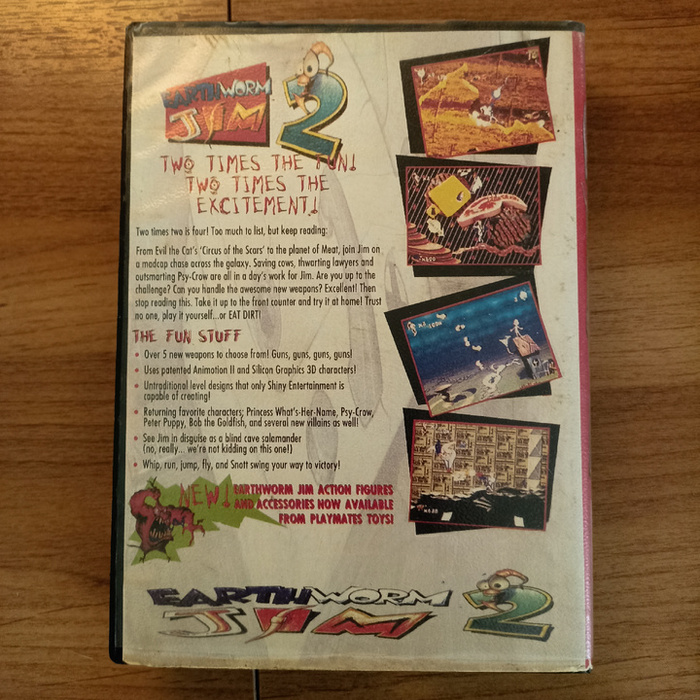 EARTHWORM
JIM 2
TWO TIMES THE FUN!
TWO TIMES THE
EXCITEMENT!
Two times two is four! Too much to list, but keep reading:
From Evil the Cat's 'Circus of the Scars' to the planet of Meat, join Jim on
a madcap chase across the galaxy. Saving cows, thwarting lawyers and
outsmarting Psy-Crow are all in a day's work for Jim. Are you up to the
challenge? Can you handle the awesome new weapons? Excellent! Then
stop reading this. Take it up to the front counter and try it at home! Trust
no one, play it yourself...or EAT DIRT!
THE FUN STUFF
• Over 5 new weapons to choose from! Guns, guns, guns!
• Uses patented Animotion II and Silicon Graphics 3D characters!
• Untraditional level designs that only Shiny Entertainment is
capable of creating!
• Returning favorite characters; Princess What's-Her-Name, Psy-Crow,
Peter Puppy, Bob the Goldfish, and several new villains as well!
• See Jim in disguise as a blind cave salamander
(no, really... we're not kidding on this one!)
• Whip, run, jump, fly, and Snott swing your way to victory!
NEW! EARTHWORM JIM ACTION FIGURES
AND ACCESSORIES NOW AVAILABLE
FROM PLAYMATES TOYS!
EARTHWORM
JIM 2